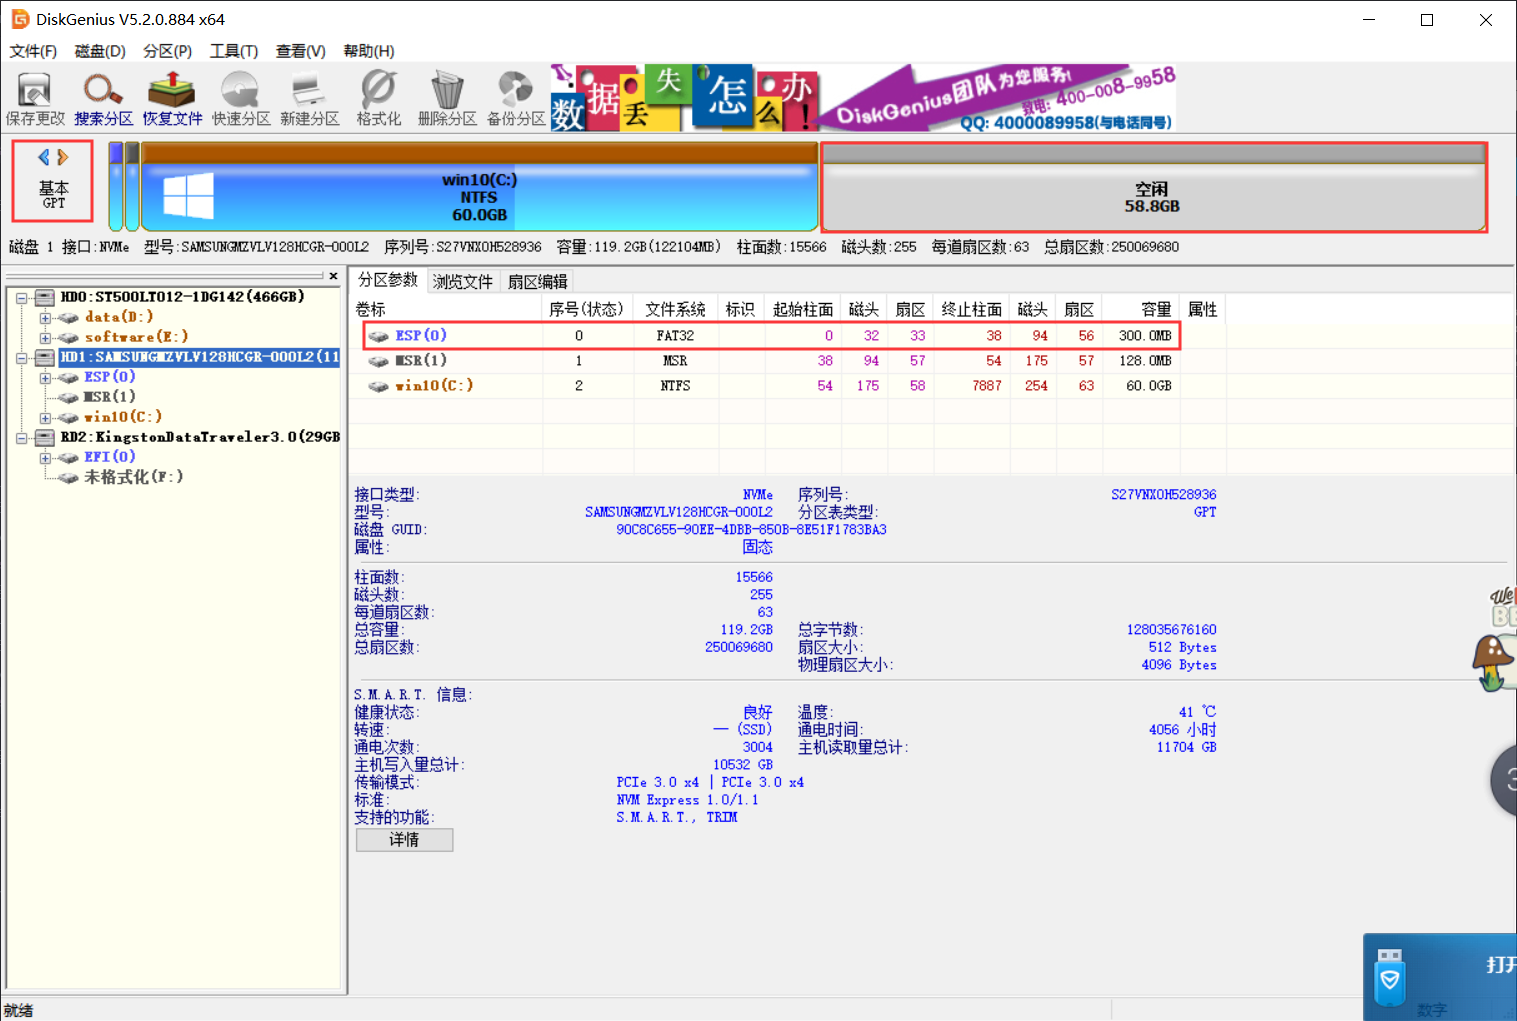 DiskGenius V5.2.0.884 x64
文件(F) 磁盘(D) 分区(P) 工具(T) 查看(V) 帮助(H)
保存更改 搜索分区 恢复文件 快速分区 新建分区 格式化 删除分区 备份分区
数据丢失怎么办!
DiskGenius团队为您服务!
致电: 400-008-9958
QQ: 4000089958(与电话同号)
基本
GPT
win10(C:)
NTFS
60.0GB
空闲
58.8GB
磁盘 1 接口:NVMe 型号:SAMSUNGMZVLV128HCGR-000L2 序列号:S27VNX0H528936 容量:119.2GB(122104MB) 柱面数:15566 磁头数:255 每道扇区数:63 总扇区数:250069680
HD0:ST500LT012-1DG142(466GB)
data(D:)
software(E:)
HD1:SAMSUNGMZVLV128HCGR-000L2(11
ESP(0)
MSR(1)
win10(C:)
RD2:KingstonDataTraveler3.0(29GB
EFI(0)
未格式化(F:)
分区参数 浏览文件 扇区编辑
卷标 序号(状态) 文件系统 标识 起始柱面 磁头 扇区 终止柱面 磁头 扇区 容量 属性
ESP(0) 0 FAT32 0 32 33 38 94 56 300.0MB
MSR(1) 1 MSR 38 94 57 54 175 57 128.0MB
win10(C:) 2 NTFS 54 175 58 7887 254 63 60.0GB
接口类型: NVMe 序列号: S27VNX0H528936
型号: SAMSUNGMZVLV128HCGR-000L2 分区表类型: GPT
磁盘 GUID: 90C8C655-90EE-4DBB-850B-8E51F1783BA3
属性: 固态
柱面数: 15566
磁头数: 255
每道扇区数: 63
总容量: 119.2GB 总字节数: 128035676160
总扇区数: 250069680 扇区大小: 512 Bytes
物理扇区大小: 4096 Bytes
S.M.A.R.T. 信息:
健康状态: 良好 温度: 41 ℃
转速: — (SSD) 通电时间: 4056 小时
通电次数: 3004 主机读取量总计: 11704 GB
主机写入量总计: 10532 GB
传输模式: PCIe 3.0 x4 | PCIe 3.0 x4
标准: NVM Express 1.0/1.1
支持的功能: S.M.A.R.T., TRIM
详情
打开
就绪 数字